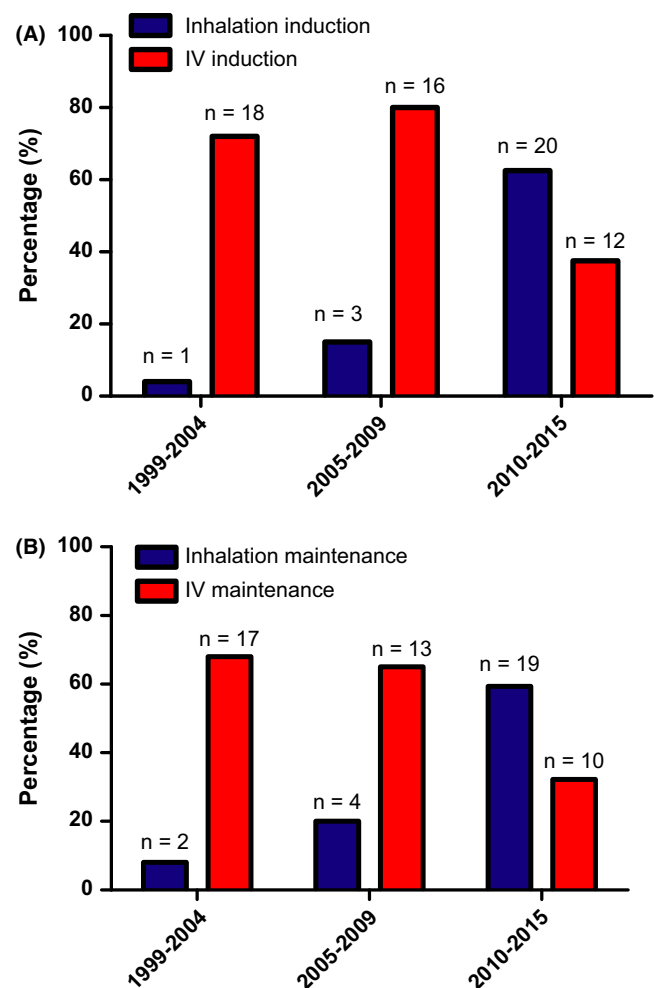 (A)
Inhalation induction
IV induction
Percentage (%)
100
80
60
40
20
0
n = 1
n = 18
n = 3
n = 16
n = 20
n = 12
1999-2004
2005-2009
2010-2015
(B)
Inhalation maintenance
IV maintenance
Percentage (%)
100
80
60
40
20
0
n = 2
n = 17
n = 4
n = 13
n = 19
n = 10
1999-2004
2005-2009
2010-2015